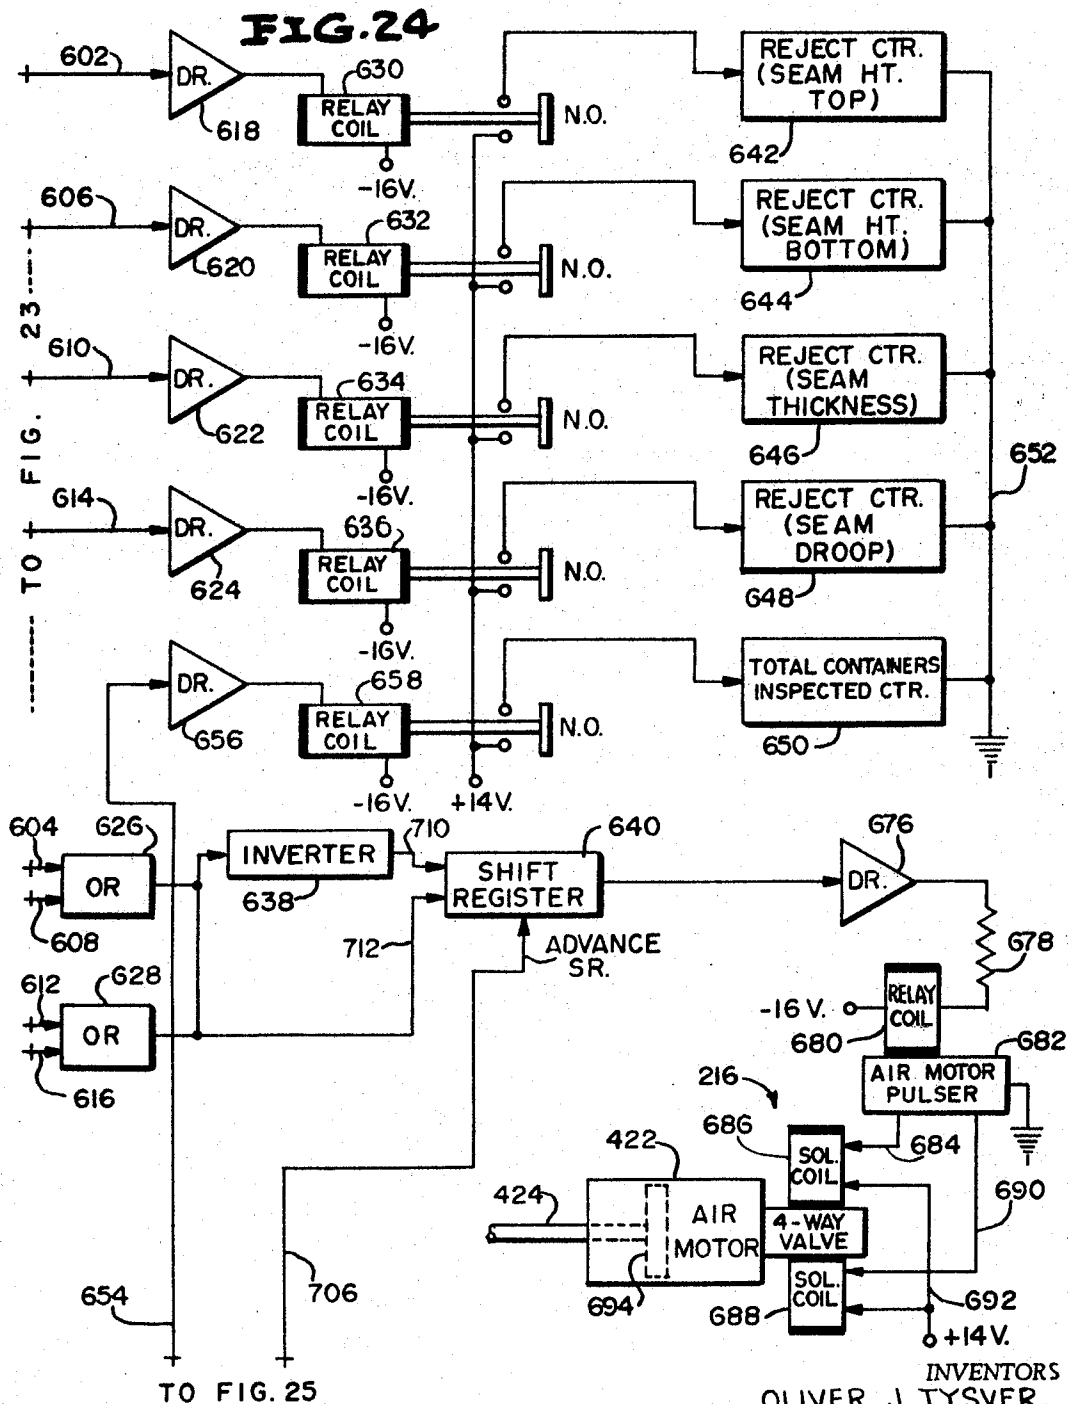 FIG.24
602
DR.
618
630
RELAY
COIL
-16V.
N.O.
REJECT CTR.
(SEAM HT.
TOP)
642
606
DR.
620
632
RELAY
COIL
-16V.
N.O.
REJECT CTR.
(SEAM HT.
BOTTOM)
644
610
DR.
622
634
RELAY
COIL
-16V.
N.O.
REJECT CTR.
(SEAM
THICKNESS)
646
652
614
DR.
624
636
RELAY
COIL
-16V.
N.O.
REJECT CTR.
(SEAM
DROOP)
648
TO FIG. 23
DR.
656
658
RELAY
COIL
-16V.
+14V.
N.O.
TOTAL CONTAINERS
INSPECTED CTR.
650
604
626
OR
608
INVERTER
638
710
640
SHIFT
REGISTER
712
ADVANCE
SR.
676
DR.
678
612
628
OR
616
-16 V.
RELAY
COIL
680
682
AIR MOTOR
PULSER
216
686
SOL.
COIL
684
690
422
424
AIR
MOTOR
694
4-WAY
VALVE
SOL.
COIL
688
692
+14V.
654
706
TO FIG. 25
INVENTORS
OLIVER J. TYSVER